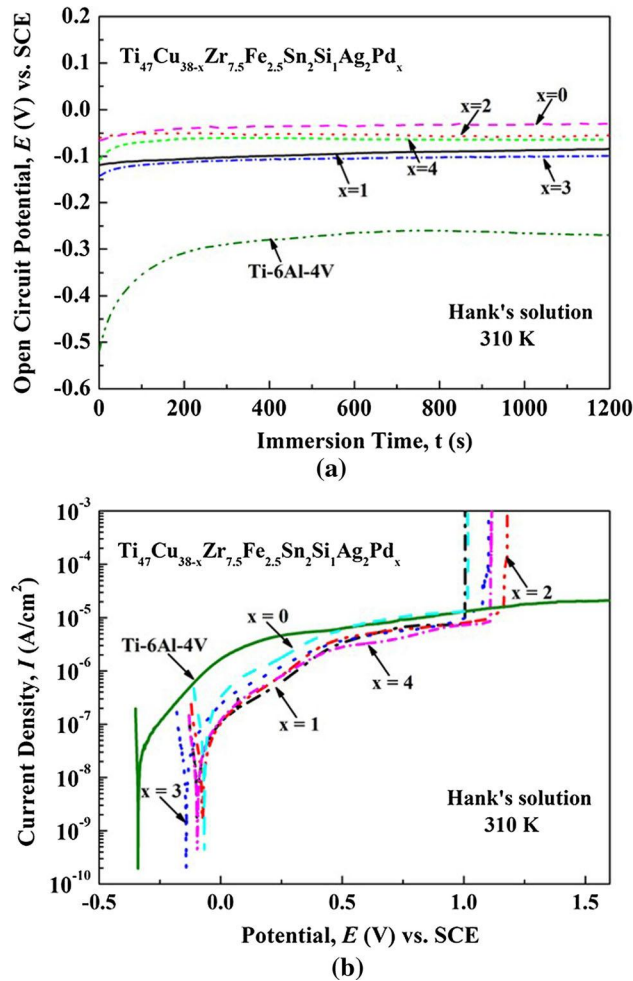 (a)
Open Circuit Potential, E (V) vs. SCE
0.2
0.1
0.0
-0.1
-0.2
-0.3
-0.4
-0.5
-0.6
Ti47Cu38-xZr7.5Fe2.5Sn2Si1Ag2Pdx
x=2
x=0
x=1
x=4
x=3
Ti-6Al-4V
Hank's solution
310 K
0 200 400 600 800 1000 1200
Immersion Time, t (s)
(a)
Current Density, I (A/cm2)
10-3
10-4
10-5
10-6
10-7
10-8
10-9
10-10
Ti47Cu38-xZr7.5Fe2.5Sn2Si1Ag2Pdx
x = 0
x = 2
Ti-6Al-4V
x = 4
x = 1
x = 3
Hank's solution
310 K
-0.5 0.0 0.5 1.0 1.5
Potential, E (V) vs. SCE
(b)